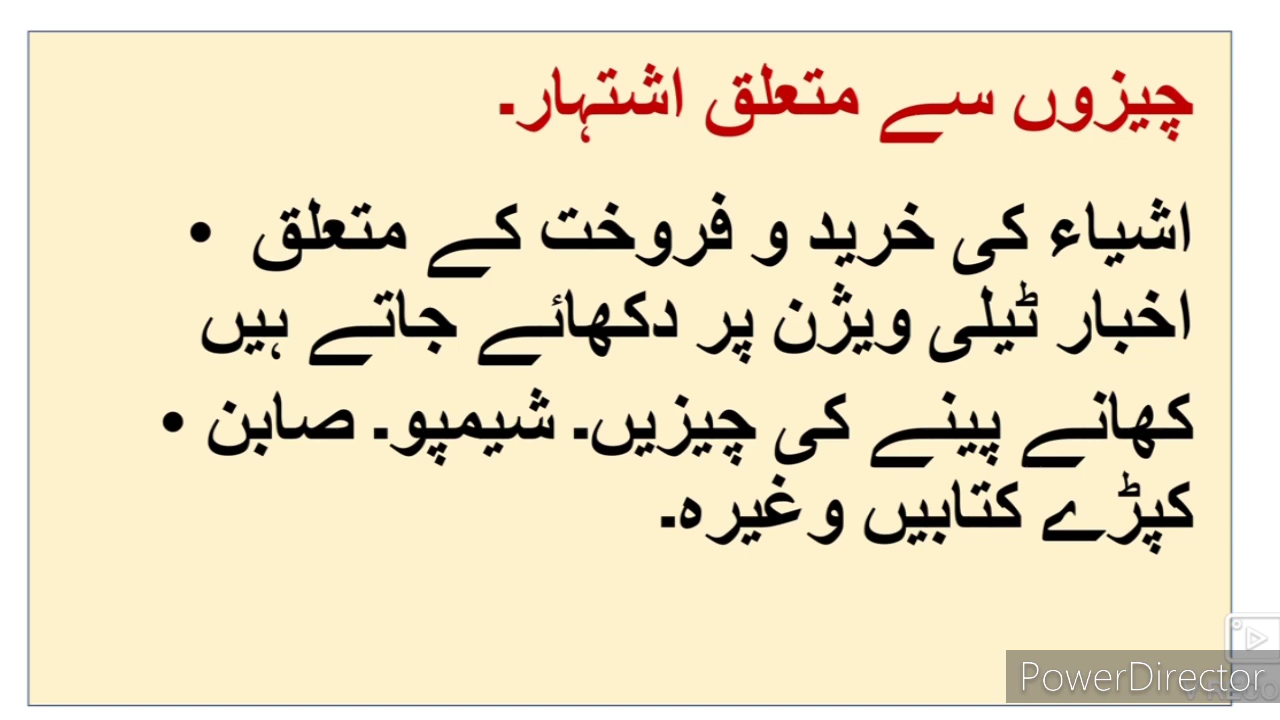 چیزوں سے متعلق اشتہار۔
اشیاء کی خرید و فروخت کے متعلق •
اخبار ٹیلی ویژن پر دکھائے جاتے ہیں
کھانے پینے کی چیزیں۔ شیمپو۔ صابن •
کپڑے کتابیں وغیرہ۔
PowerDirector